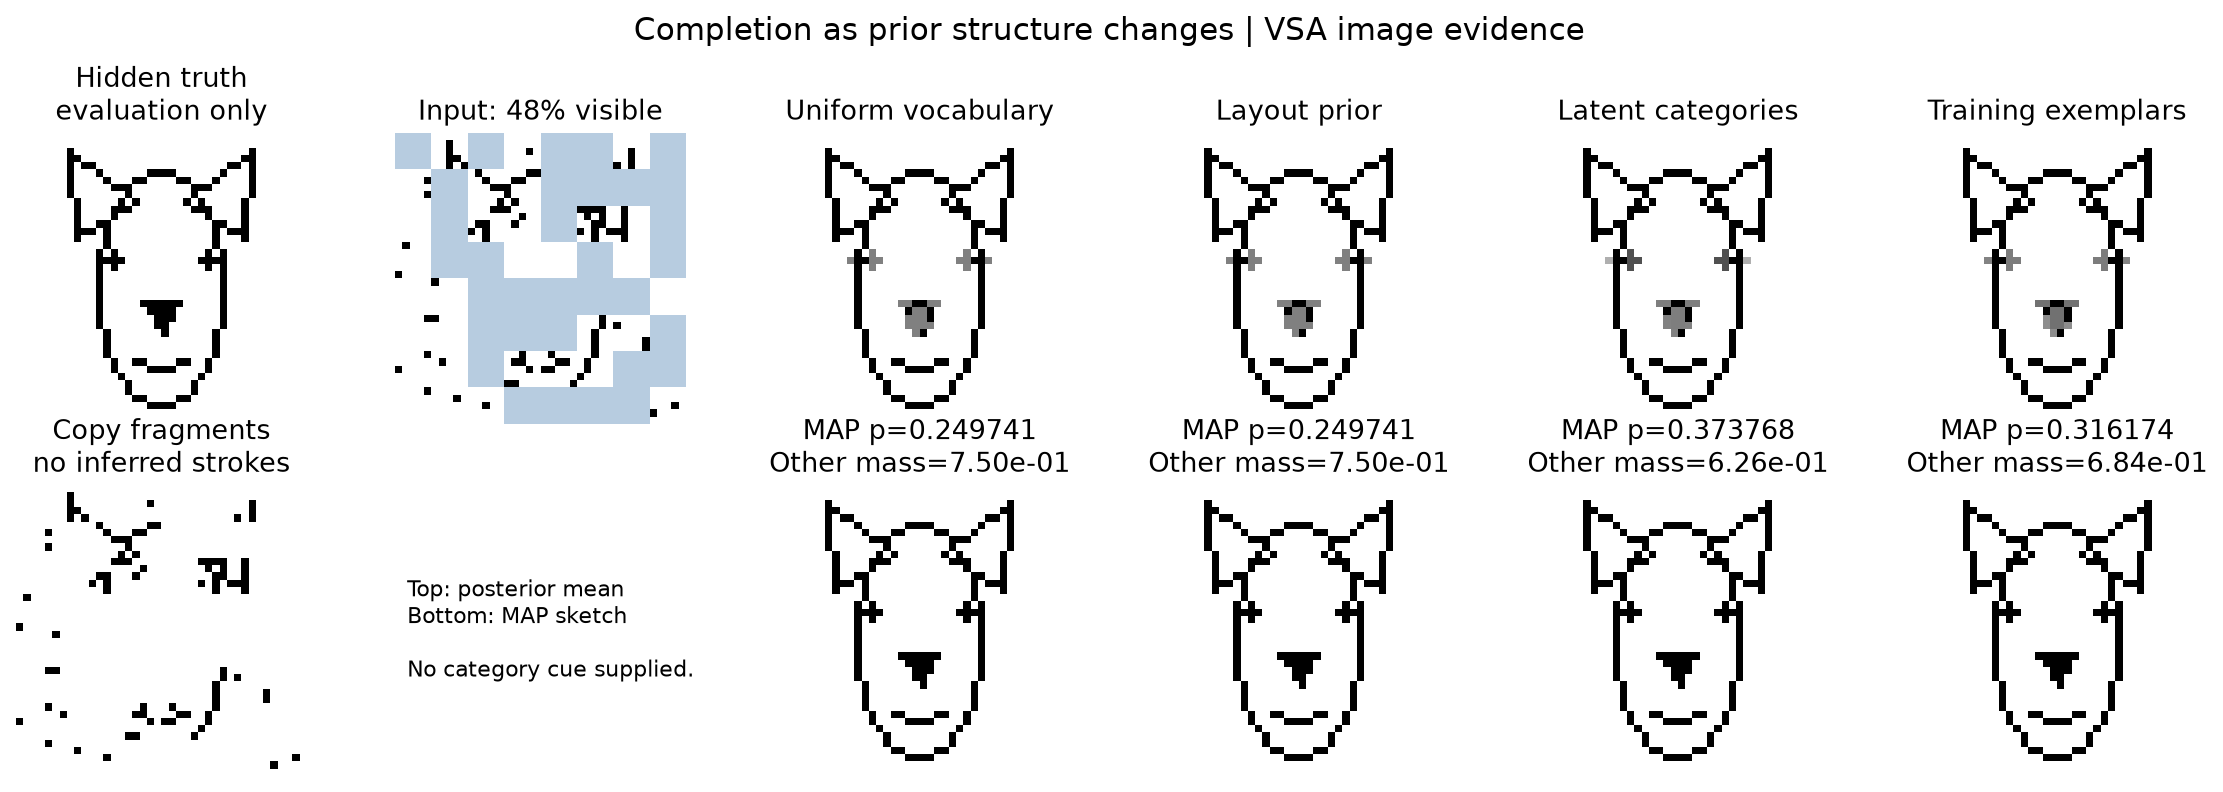 Completion as prior structure changes | VSA image evidence
Hidden truth
evaluation only
Input: 48% visible
Uniform vocabulary
Layout prior
Latent categories
Training exemplars
Copy fragments
no inferred strokes
MAP p=0.249741
Other mass=7.50e-01
MAP p=0.249741
Other mass=7.50e-01
MAP p=0.373768
Other mass=6.26e-01
MAP p=0.316174
Other mass=6.84e-01
Top: posterior mean
Bottom: MAP sketch
No category cue supplied.